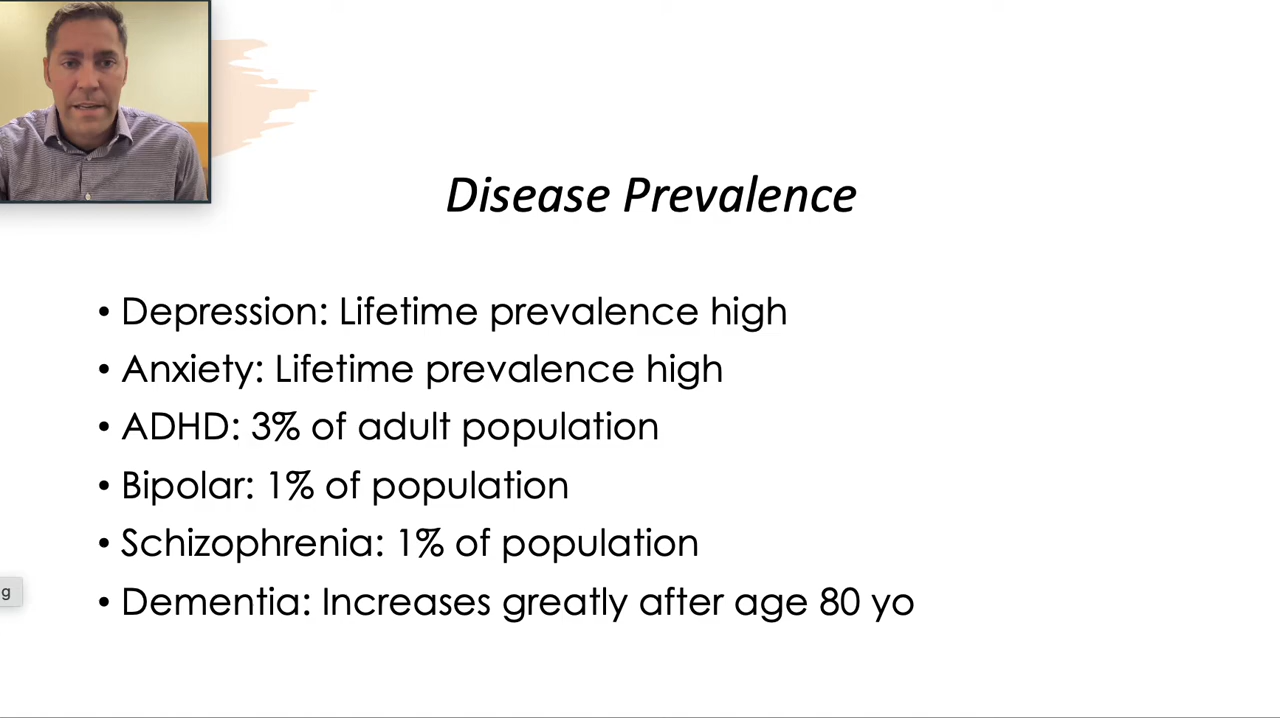 Disease Prevalence
• Depression: Lifetime prevalence high
• Anxiety: Lifetime prevalence high
• ADHD: 3% of adult population
• Bipolar: 1% of population
• Schizophrenia: 1% of population
g
• Dementia: Increases greatly after age 80 yo